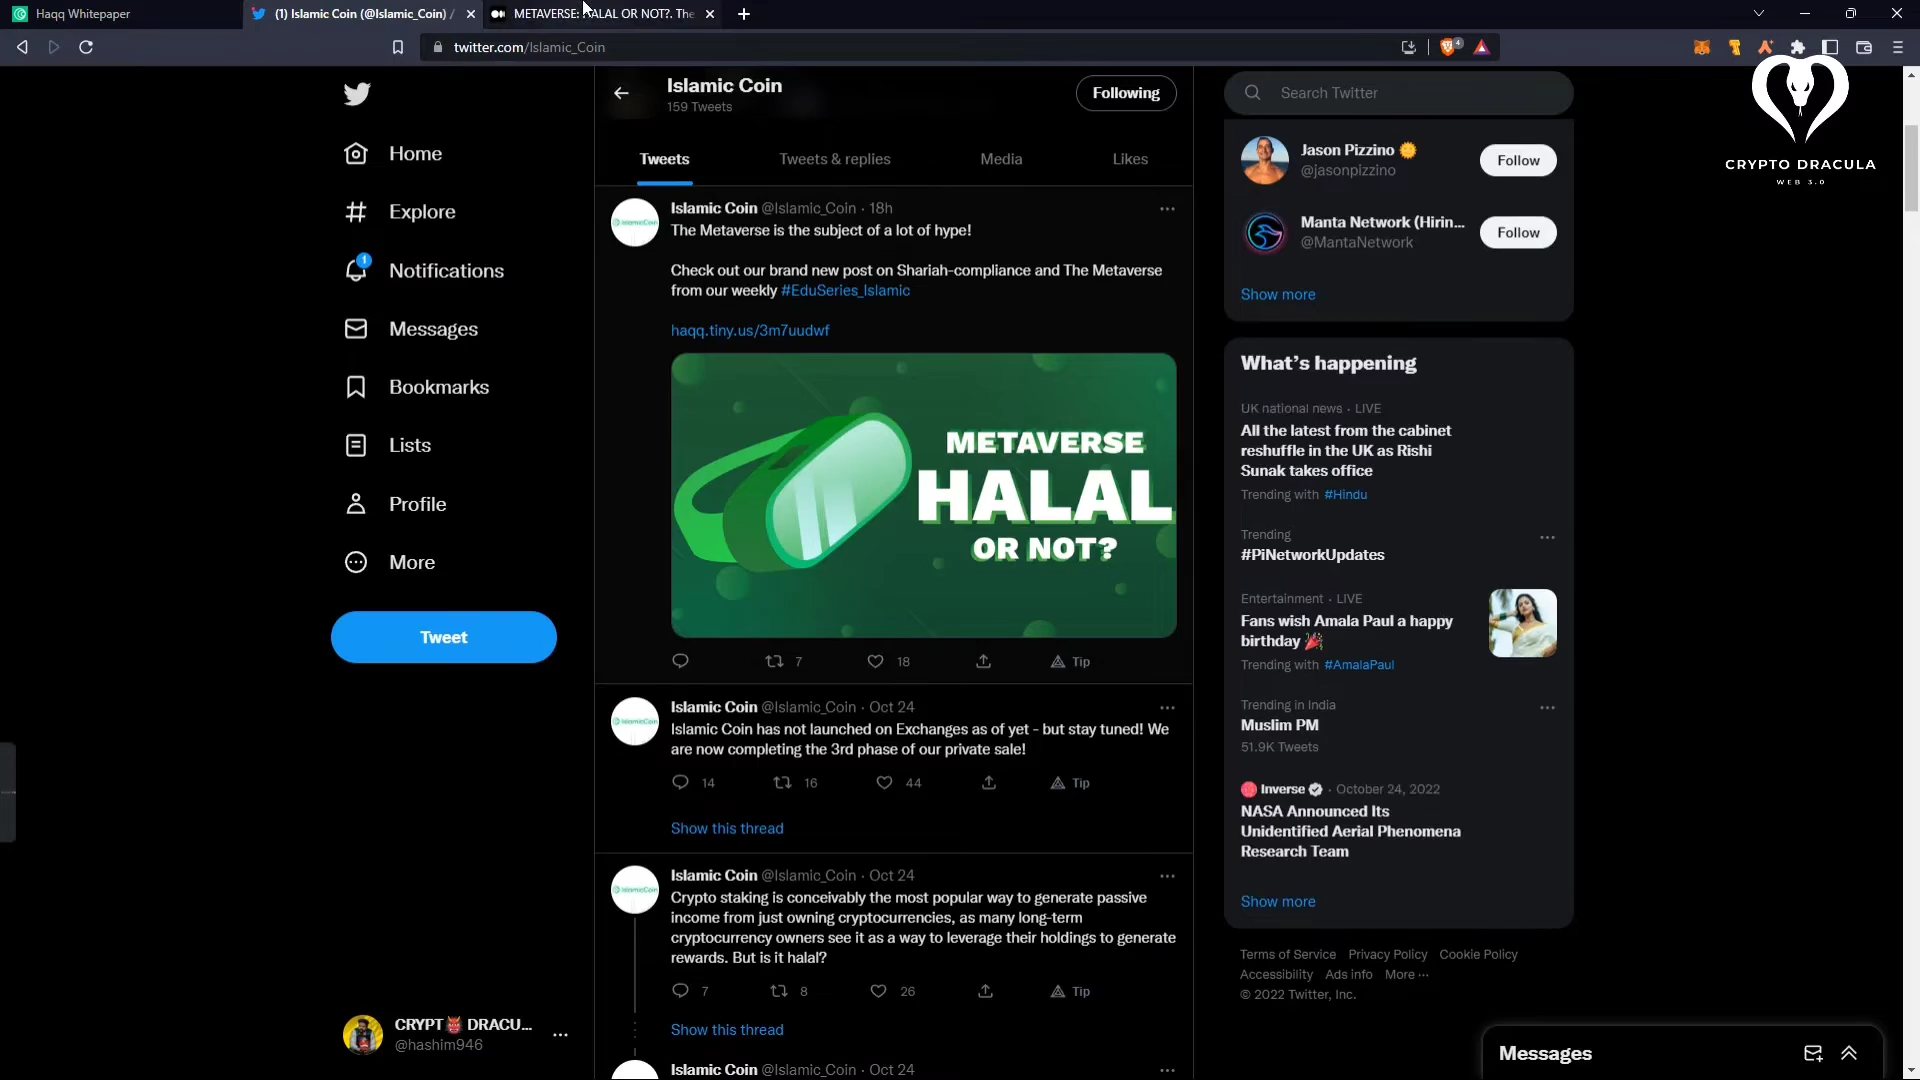 Haqq Whitepaper
(1) Islamic Coin (@Islamic_Coin) /
METAVERSE: HALAL OR NOT?. The
twitter.com/Islamic_Coin
4
CRYPTO DRACULA
WEB 3.0
Home
Explore
1
Notifications
Messages
Bookmarks
Lists
Profile
More
Tweet
CRYPT👹 DRACU...
@hashim946
Islamic Coin
159 Tweets
Following
Tweets
Tweets & replies
Media
Likes
Islamic Coin @Islamic_Coin · 18h
The Metaverse is the subject of a lot of hype!
Check out our brand new post on Shariah-compliance and The Metaverse
from our weekly #EduSeries_Islamic
haqq.tiny.us/3m7uudwf
METAVERSE
HALAL
OR NOT?
7
18
Tip
Islamic Coin @Islamic_Coin · Oct 24
Islamic Coin has not launched on Exchanges as of yet - but stay tuned! We
are now completing the 3rd phase of our private sale!
14
16
44
Tip
Show this thread
Islamic Coin @Islamic_Coin · Oct 24
Crypto staking is conceivably the most popular way to generate passive
income from just owning cryptocurrencies, as many long-term
cryptocurrency owners see it as a way to leverage their holdings to generate
rewards. But is it halal?
7
8
26
Tip
Show this thread
Islamic Coin @Islamic_Coin · Oct 24
Search Twitter
Jason Pizzino 🌞
@jasonpizzino
Follow
Manta Network (Hirin...
@MantaNetwork
Follow
Show more
What's happening
UK national news · LIVE
All the latest from the cabinet
reshuffle in the UK as Rishi
Sunak takes office
Trending with #Hindu
Trending
#PiNetworkUpdates
Entertainment · LIVE
Fans wish Amala Paul a happy
birthday 🎉
Trending with #AmalaPaul
Trending in India
Muslim PM
51.9K Tweets
Inverse · October 24, 2022
NASA Announced Its
Unidentified Aerial Phenomena
Research Team
Show more
Terms of Service Privacy Policy Cookie Policy
Accessibility Ads info More ···
© 2022 Twitter, Inc.
Messages